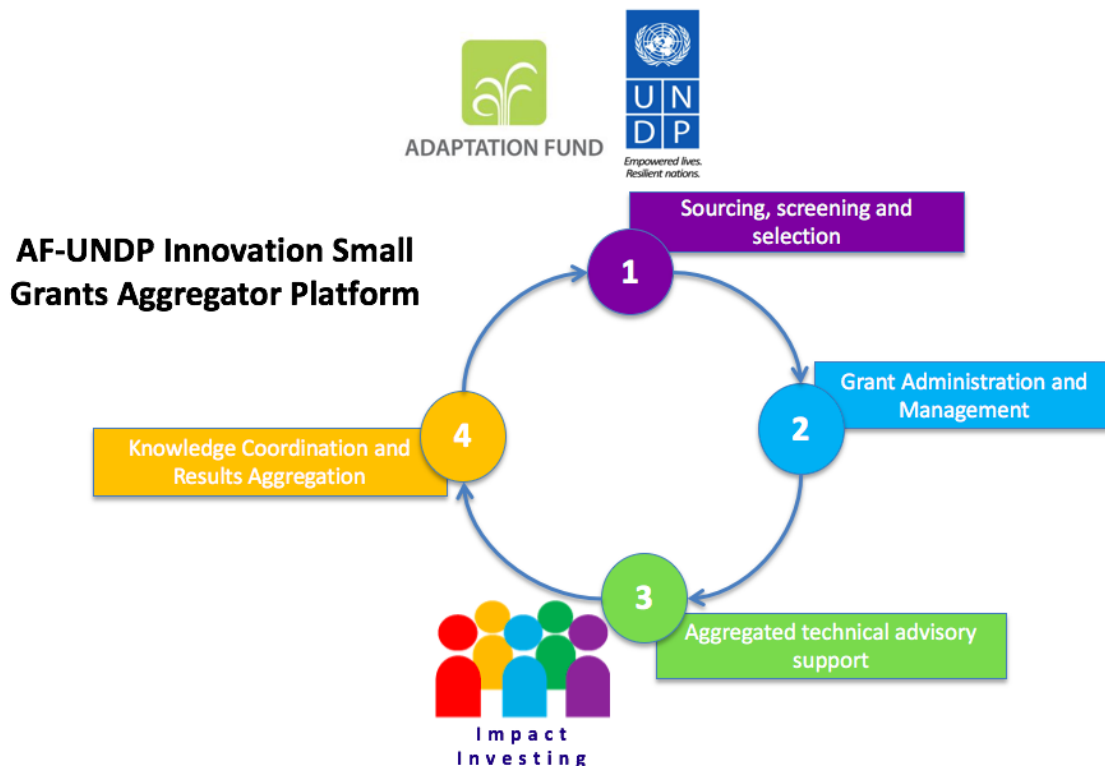 ADAPTATION FUND
U N
D P
Empowered lives.
Resilient nations.
AF-UNDP Innovation Small
Grants Aggregator Platform
Sourcing, screening and
selection
1
Grant Administration and
Management
2
Knowledge Coordination and
Results Aggregation
4
3
Aggregated technical advisory
support
Impact
Investing